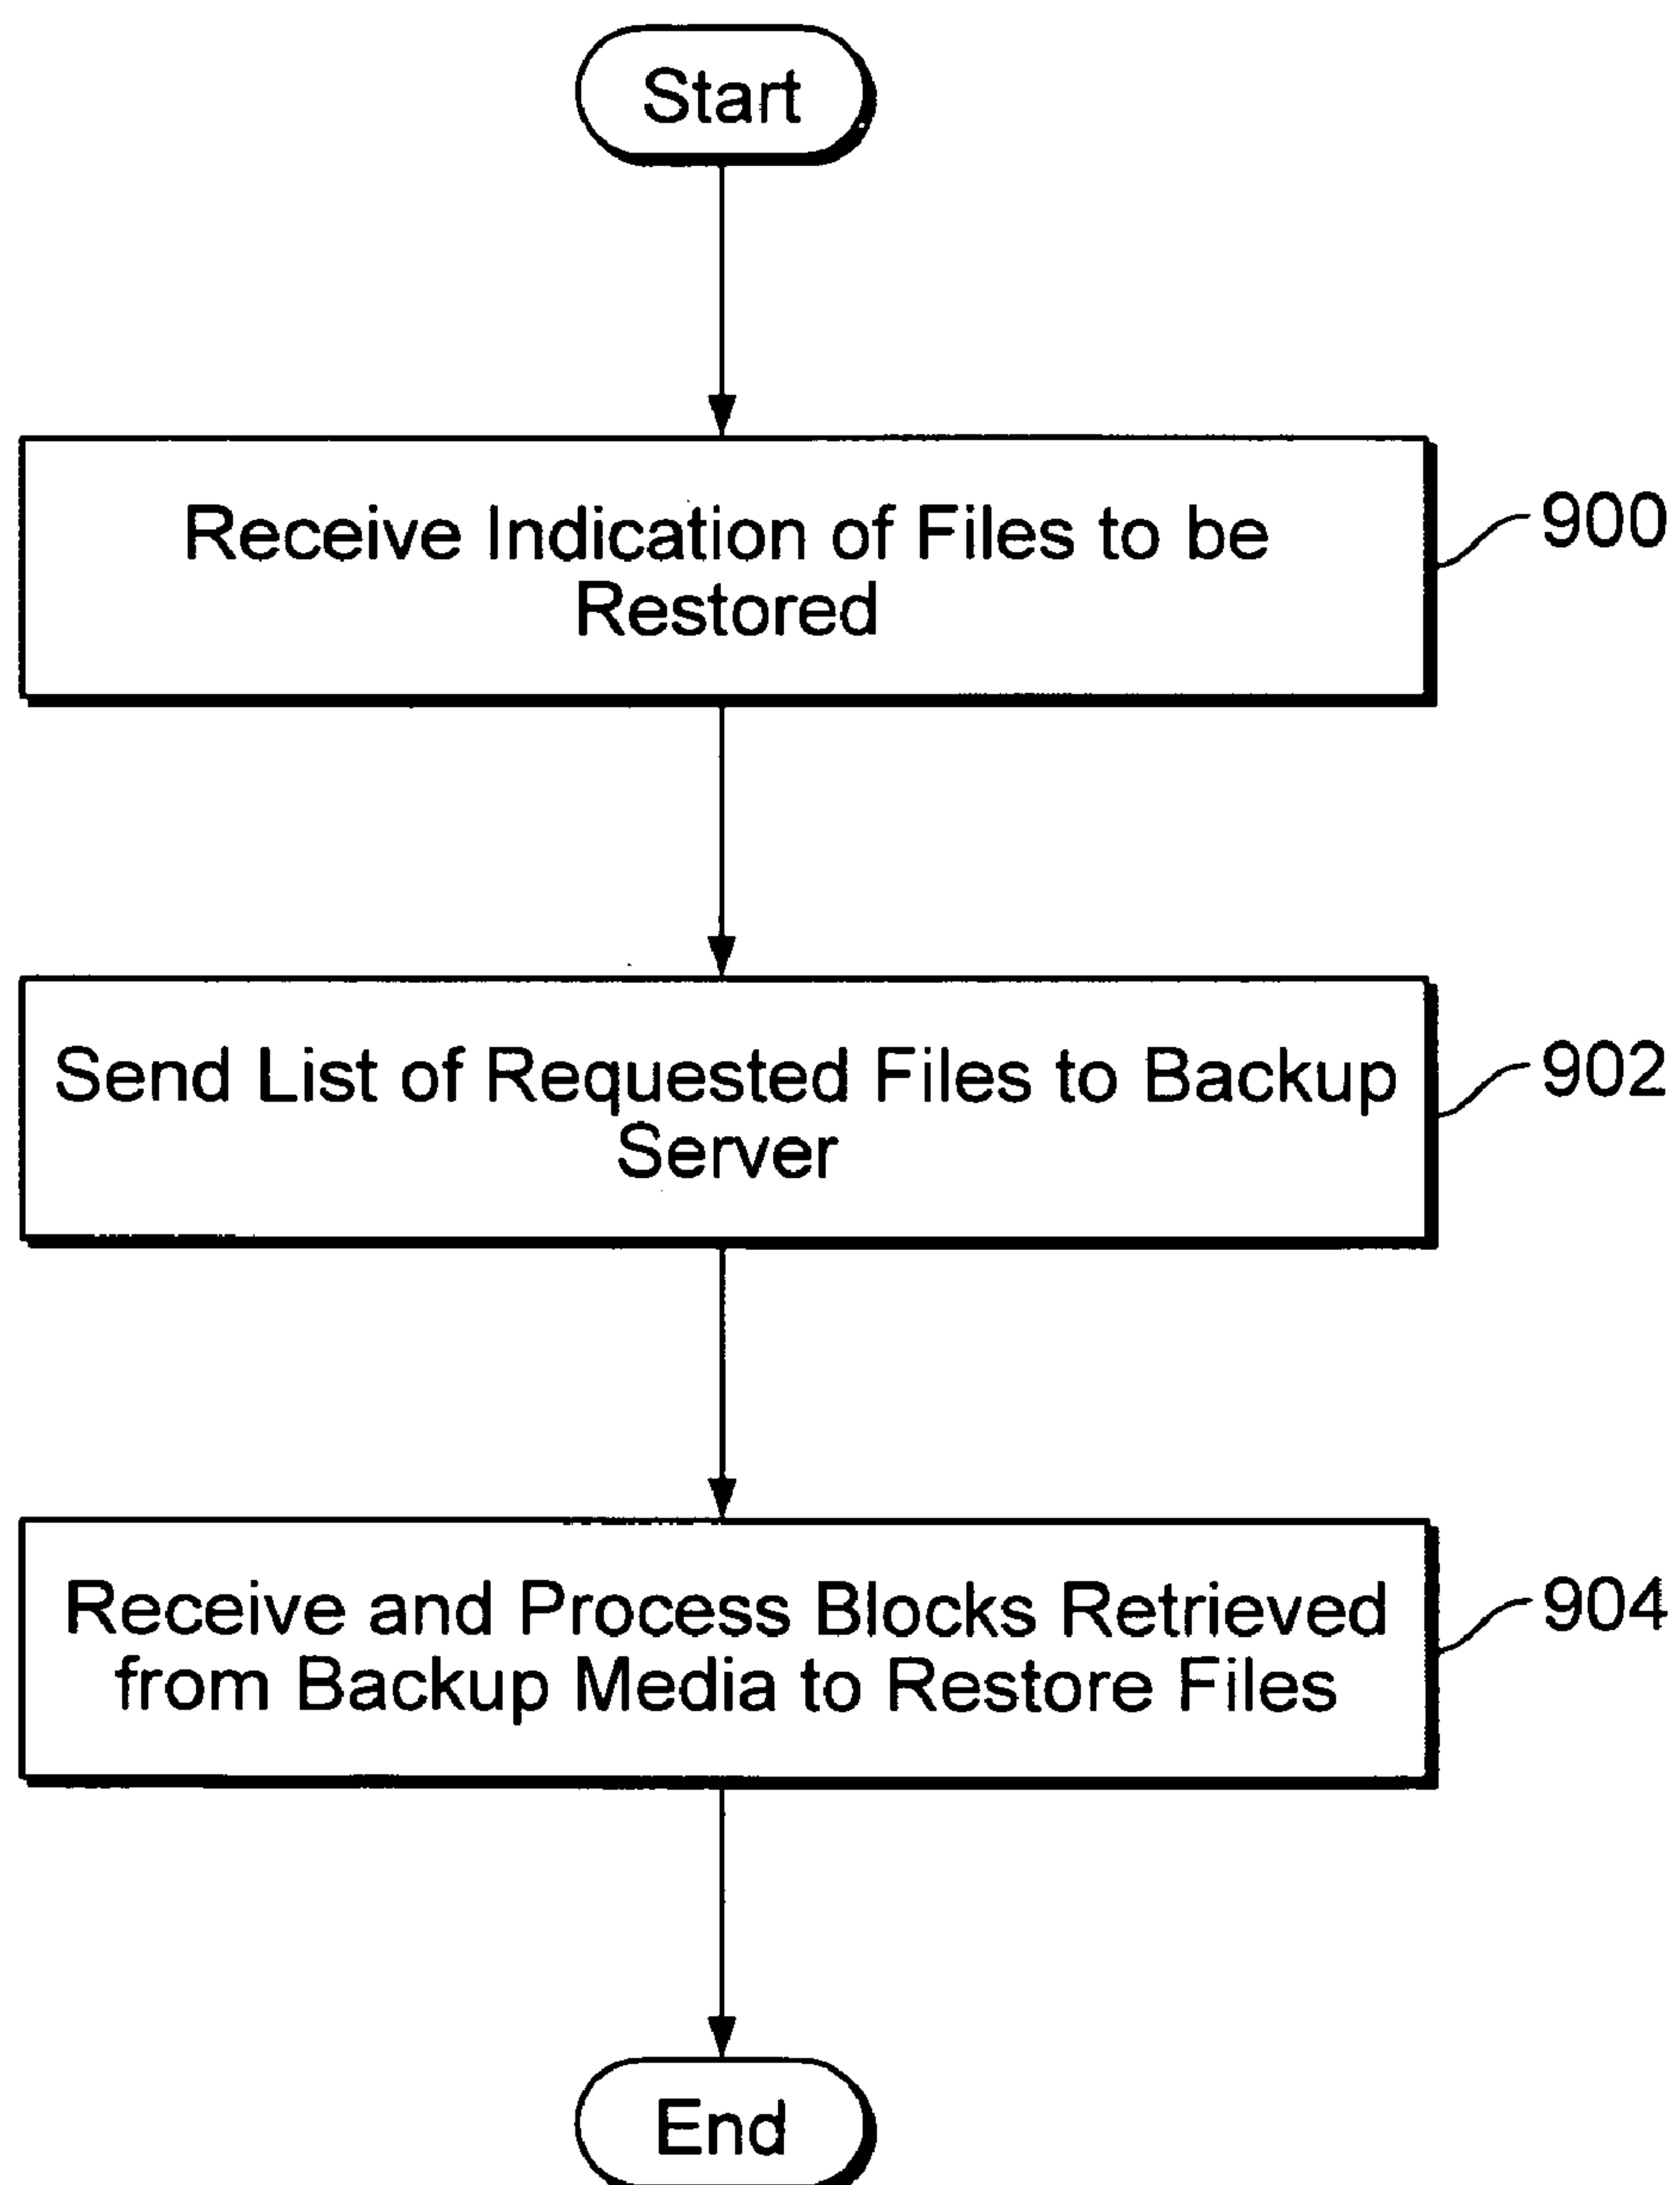 Start
Receive Indication of Files to be
Restored
900
Send List of Requested Files to Backup
Server
902
Receive and Process Blocks Retrieved
from Backup Media to Restore Files
904
End